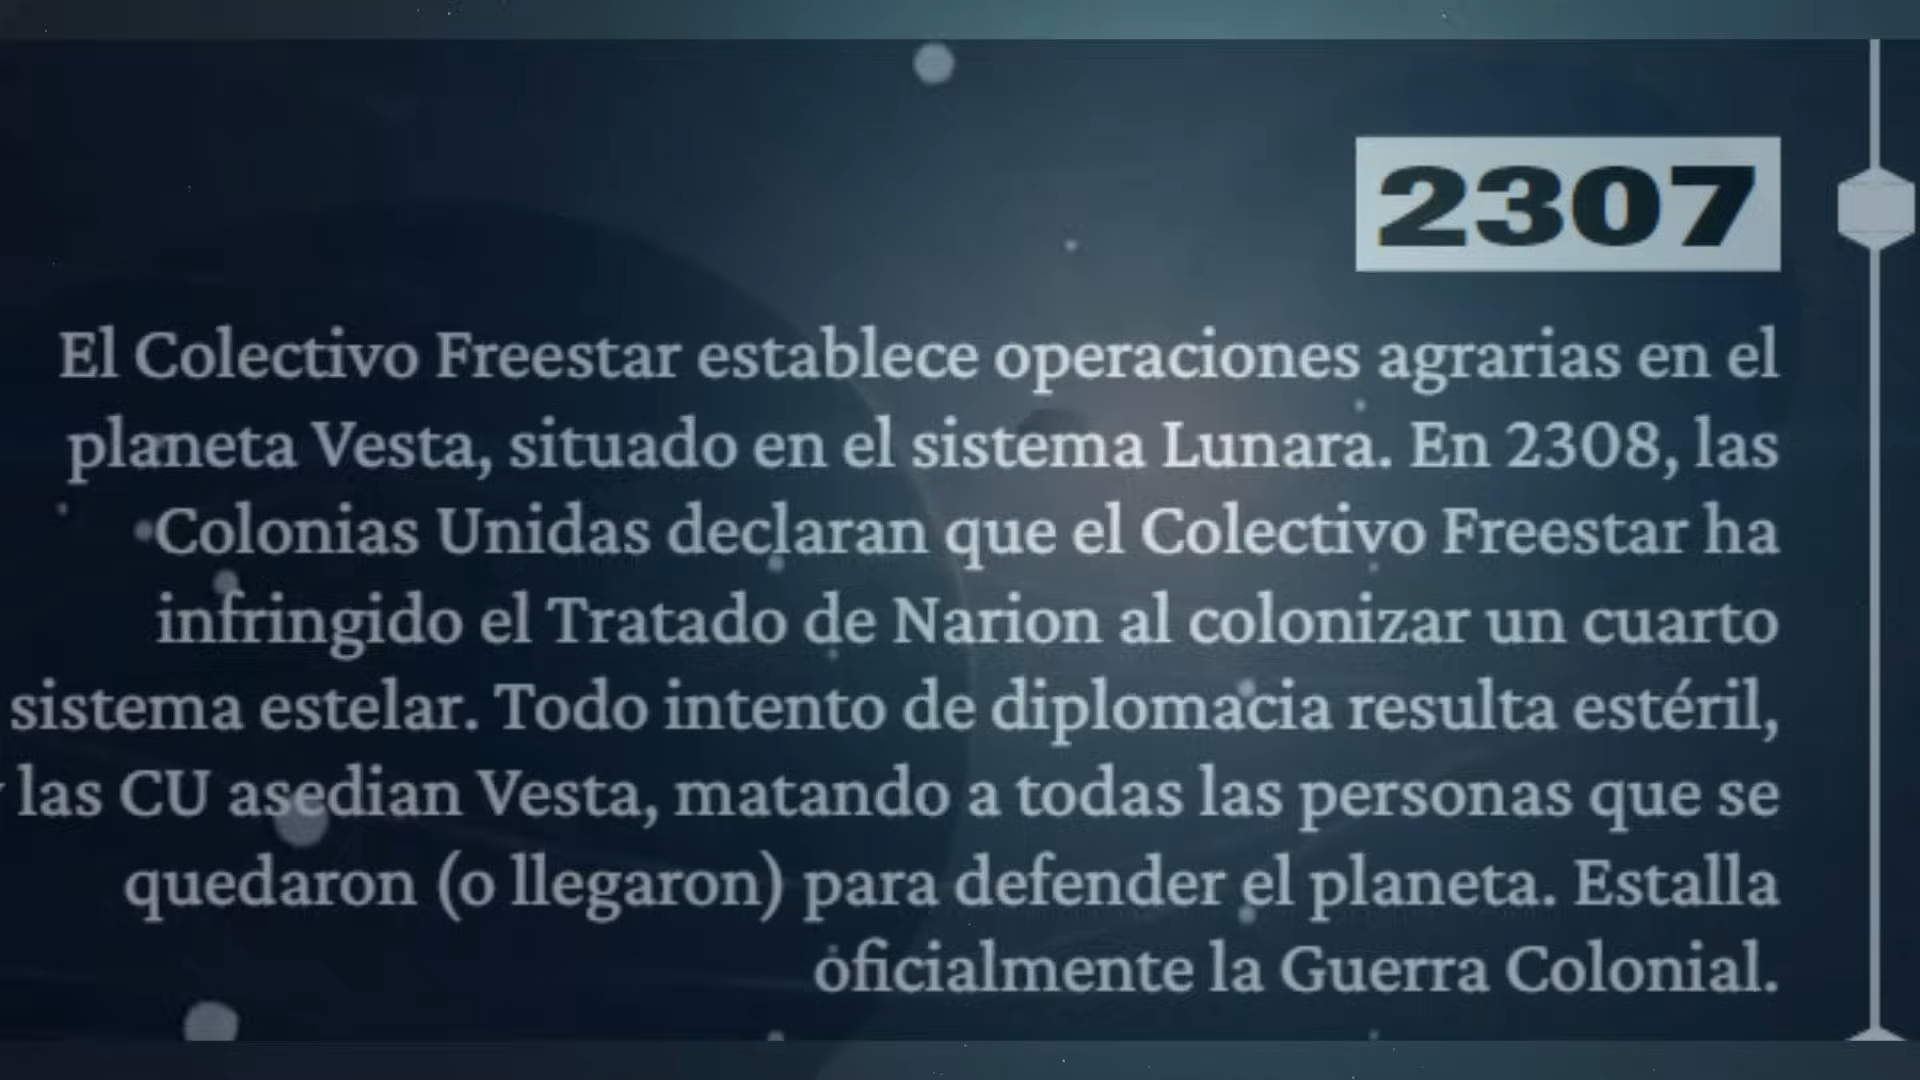 2307
El Colectivo Freestar establece operaciones agrarias en el
planeta Vesta, situado en el sistema Lunara. En 2308, las
Colonias Unidas declaran que el Colectivo Freestar ha
infringido el Tratado de Narion al colonizar un cuarto
sistema estelar. Todo intento de diplomacia resulta estéril,
las CU asedian Vesta, matando a todas las personas que se
quedaron (o llegaron) para defender el planeta. Estalla
oficialmente la Guerra Colonial.